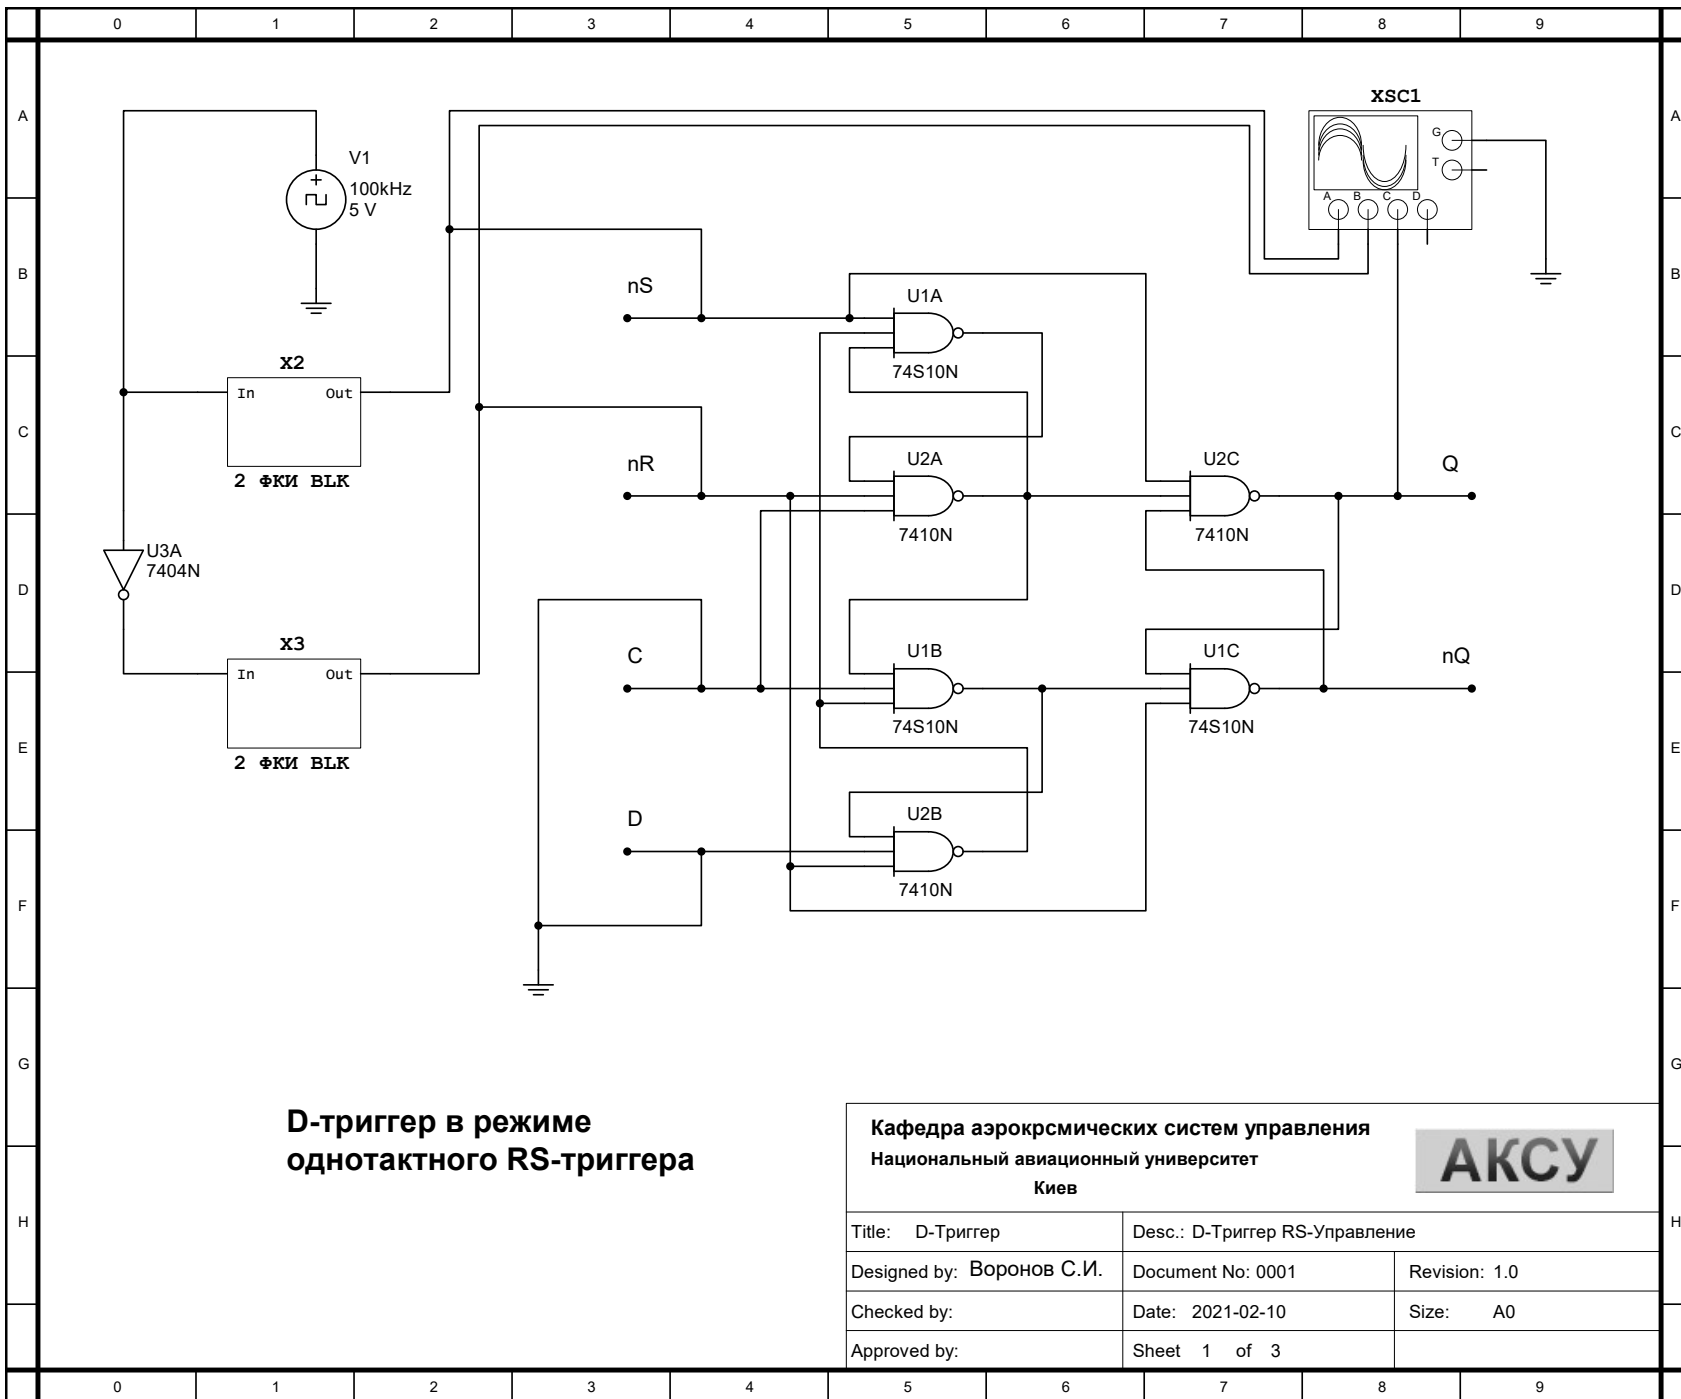 0 1 2 3 4 5 6 7 8 9
A A
XSC1
G
T
A B C D
V1
100kHz
5 V
B B
nS
U1A
74S10N
X2
In Out
2 ФКИ BLK
C C
nR
U2A
7410N
U2C
7410N
Q
U3A
7404N
D D
X3
In Out
2 ФКИ BLK
C
U1B
74S10N
U1C
74S10N
nQ
E E
D
U2B
7410N
F F
G G
D-триггер в режиме
однотактного RS-триггера
Кафедра аэрокрсмических систем управления
Национальный авиационный университет
Киев
АКСУ
H H
Title: D-Триггер Desc.: D-Триггер RS-Управление
Designed by: Воронов С.И. Document No: 0001 Revision: 1.0
Checked by: Date: 2021-02-10 Size: A0
Approved by: Sheet 1 of 3
0 1 2 3 4 5 6 7 8 9